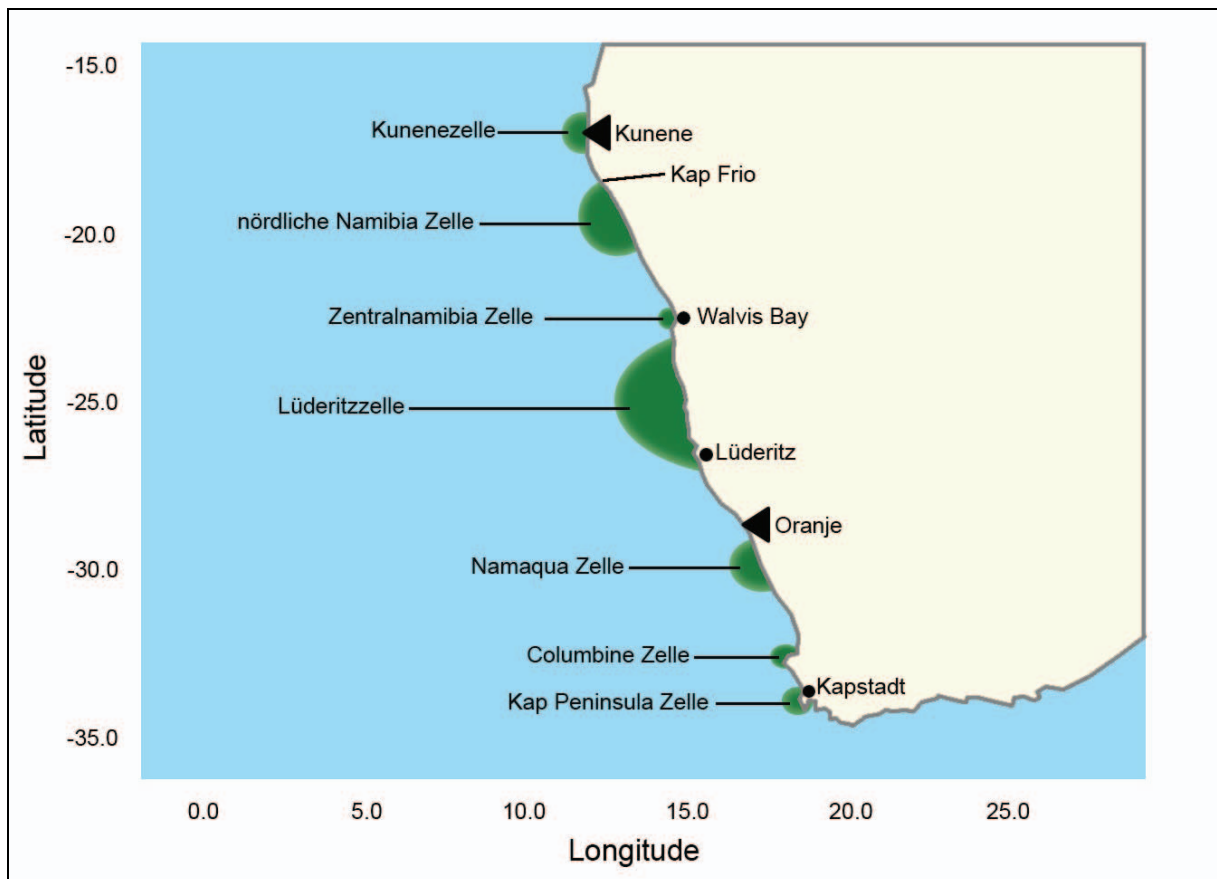 -15.0
Kunenezelle
Kunene
Kap Frio
nördliche Namibia Zelle
-20.0
Zentralnamibia Zelle
Walvis Bay
Latitude
-25.0
Lüderitzzelle
Lüderitz
Oranje
Namaqua Zelle
-30.0
Columbine Zelle
Kapstadt
Kap Peninsula Zelle
-35.0
0.0 5.0 10.0 15.0 20.0 25.0
Longitude